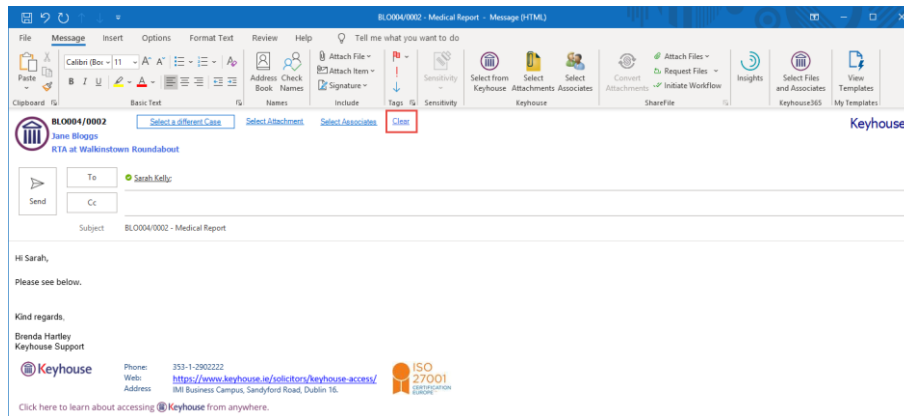 BLO004/0002 - Medical Report - Message (HTML)
File Message Insert Options Format Text Review Help Tell me what you want to do
Paste
Calibri (Boc 11
B I U
Address Book
Check Names
Attach File
Attach Item
Signature
Sensitivity
Select from Keyhouse
Select Attachments
Select Associates
Convert Attachments
Attach Files
Request Files
Initiate Workflow
Insights
Select Files and Associates
View Templates
Clipboard Basic Text Names Include Tags Sensitivity Keyhouse ShareFile Keyhouse365 My Templates
BLO004/0002 Select a different Case Select Attachment Select Associates Clear Keyhouse
Jane Bloggs
RTA at Walkinstown Roundabout
Send
To Sarah Kelly;
Cc
Subject BLO004/0002 - Medical Report
Hi Sarah,
Please see below.
Kind regards,
Brenda Hartley
Keyhouse Support
Keyhouse
Phone: 353-1-2902222
Web: https://www.keyhouse.ie/solicitors/keyhouse-access/
Address IMI Business Campus, Sandyford Road, Dublin 16.
ISO
27001
CERTIFICATION
EUROPE
Click here to learn about accessing Keyhouse from anywhere.